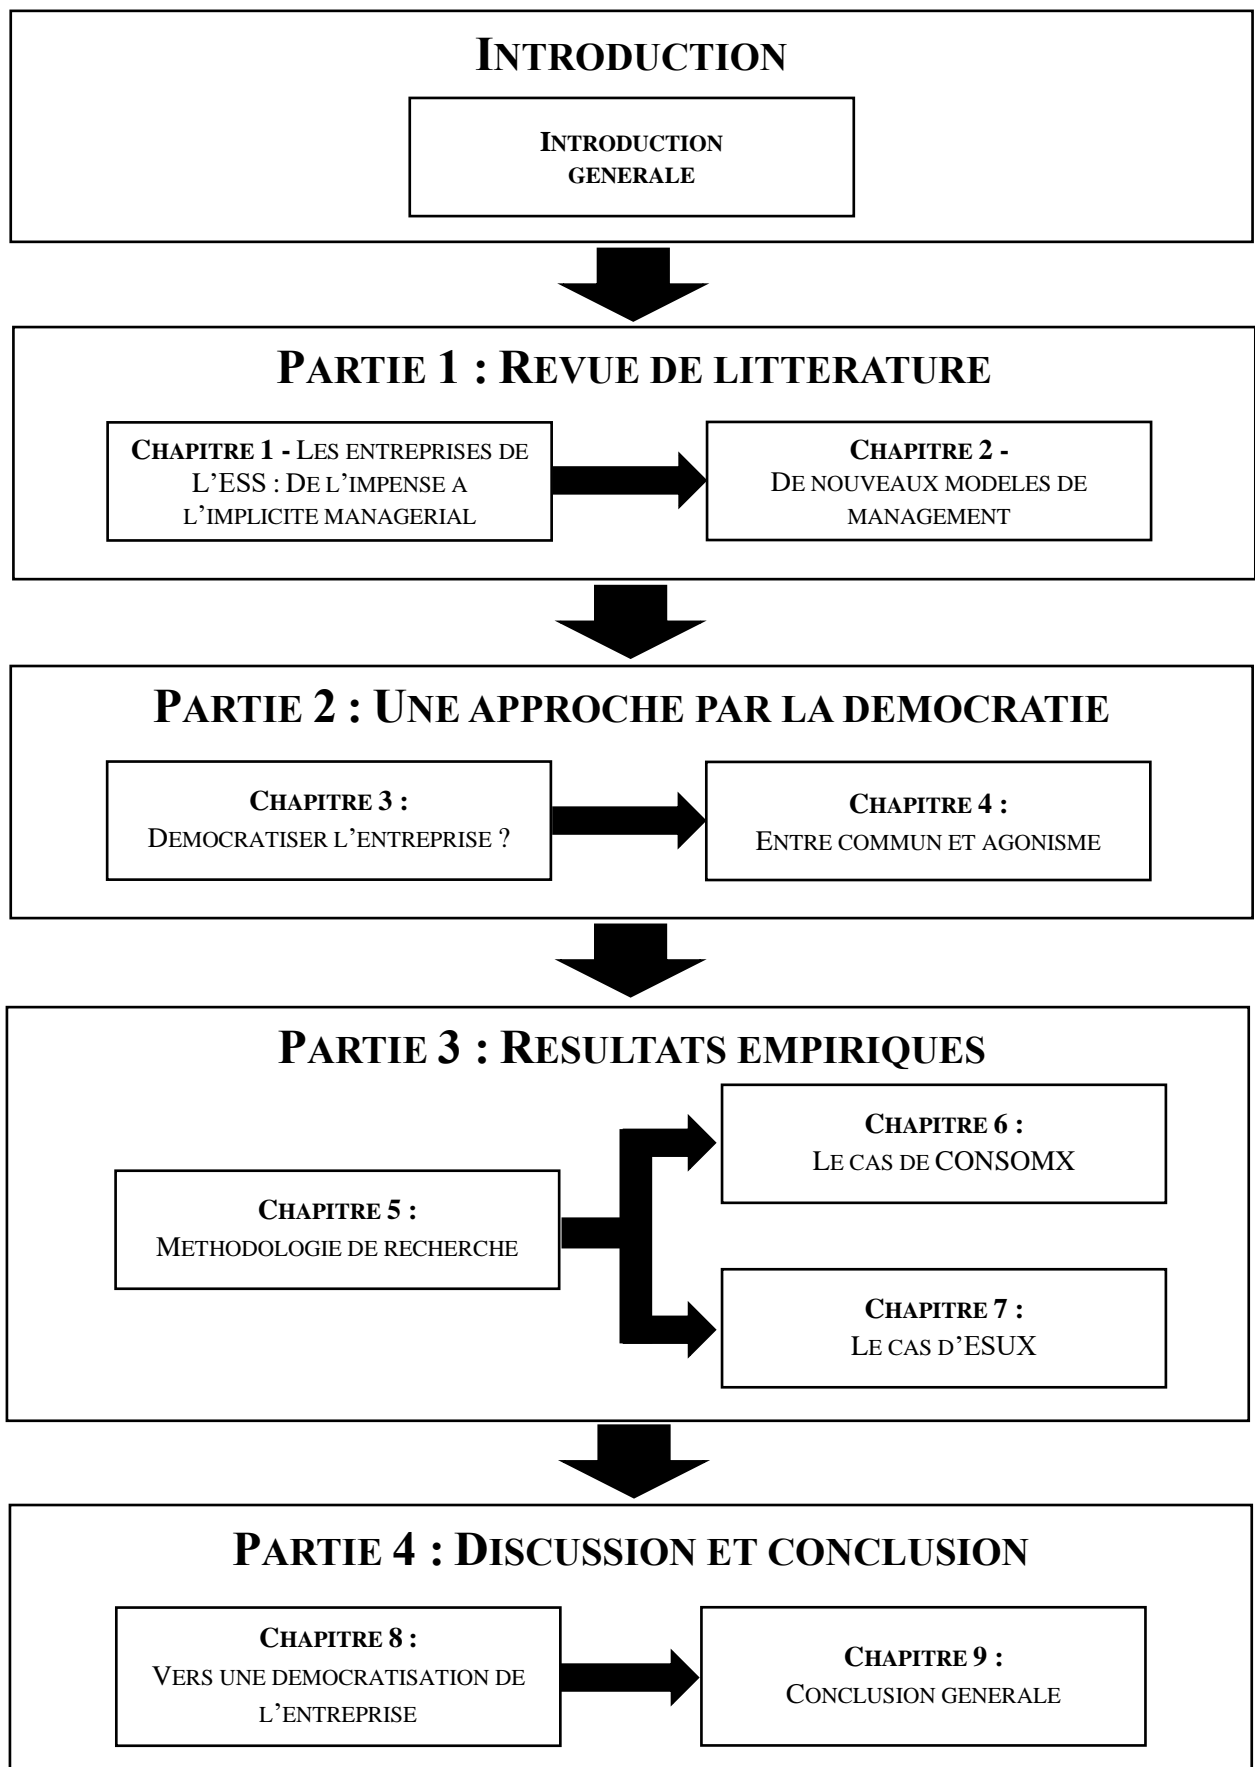 INTRODUCTION
INTRODUCTION
GENERALE
PARTIE 1 : REVUE DE LITTERATURE
CHAPITRE 1 - LES ENTREPRISES DE
L’ESS : DE L’IMPENSE A
L’IMPLICITE MANAGERIAL
CHAPITRE 2 -
DE NOUVEAUX MODELES DE
MANAGEMENT
PARTIE 2 : UNE APPROCHE PAR LA DEMOCRATIE
CHAPITRE 3 :
DEMOCRATISER L’ENTREPRISE ?
CHAPITRE 4 :
ENTRE COMMUN ET AGONISME
PARTIE 3 : RESULTATS EMPIRIQUES
CHAPITRE 5 :
METHODOLOGIE DE RECHERCHE
CHAPITRE 6 :
LE CAS DE CONSOMX
CHAPITRE 7 :
LE CAS D’ESUX
PARTIE 4 : DISCUSSION ET CONCLUSION
CHAPITRE 8 :
VERS UNE DEMOCRATISATION DE
L’ENTREPRISE
CHAPITRE 9 :
CONCLUSION GENERALE